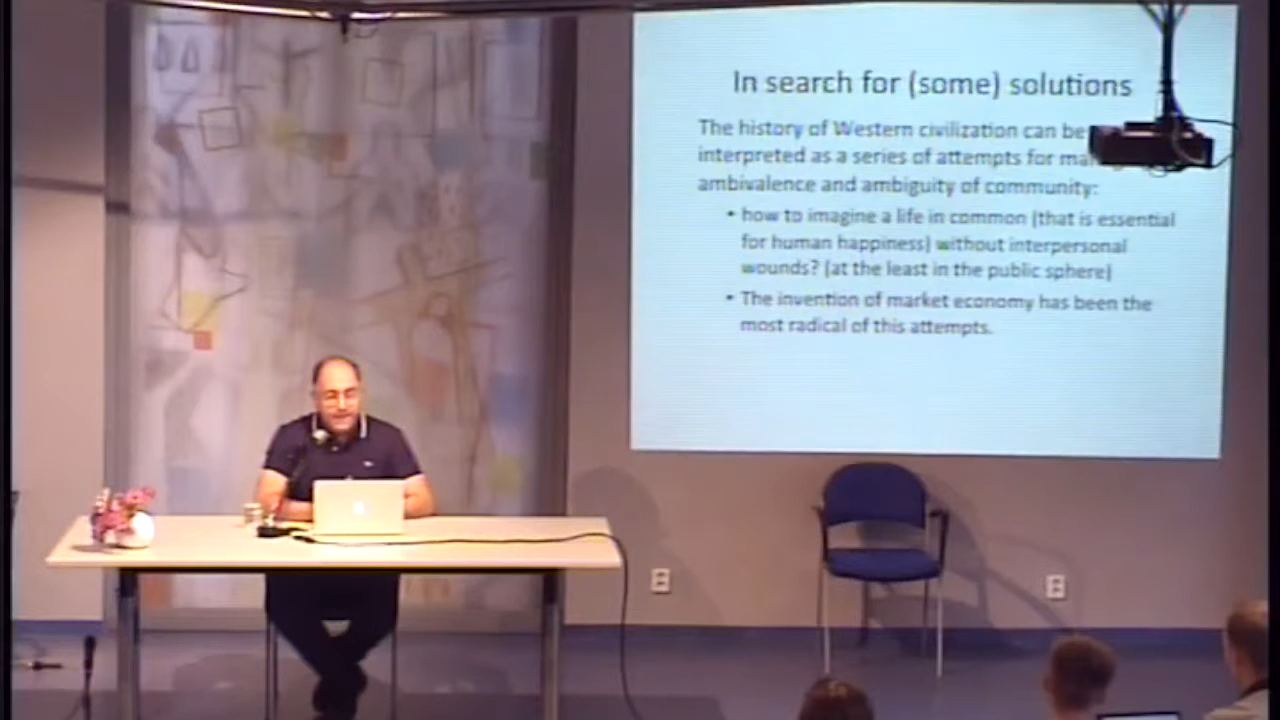 In search for (some) solutions
The history of Western civilization can be
interpreted as a series of attempts for
ambivalence and ambiguity of community:
• how to imagine a life in common (that is essential
for human happiness) without interpersonal
wounds? (at the least in the public sphere)
• The invention of market economy has been the
most radical of this attempts.